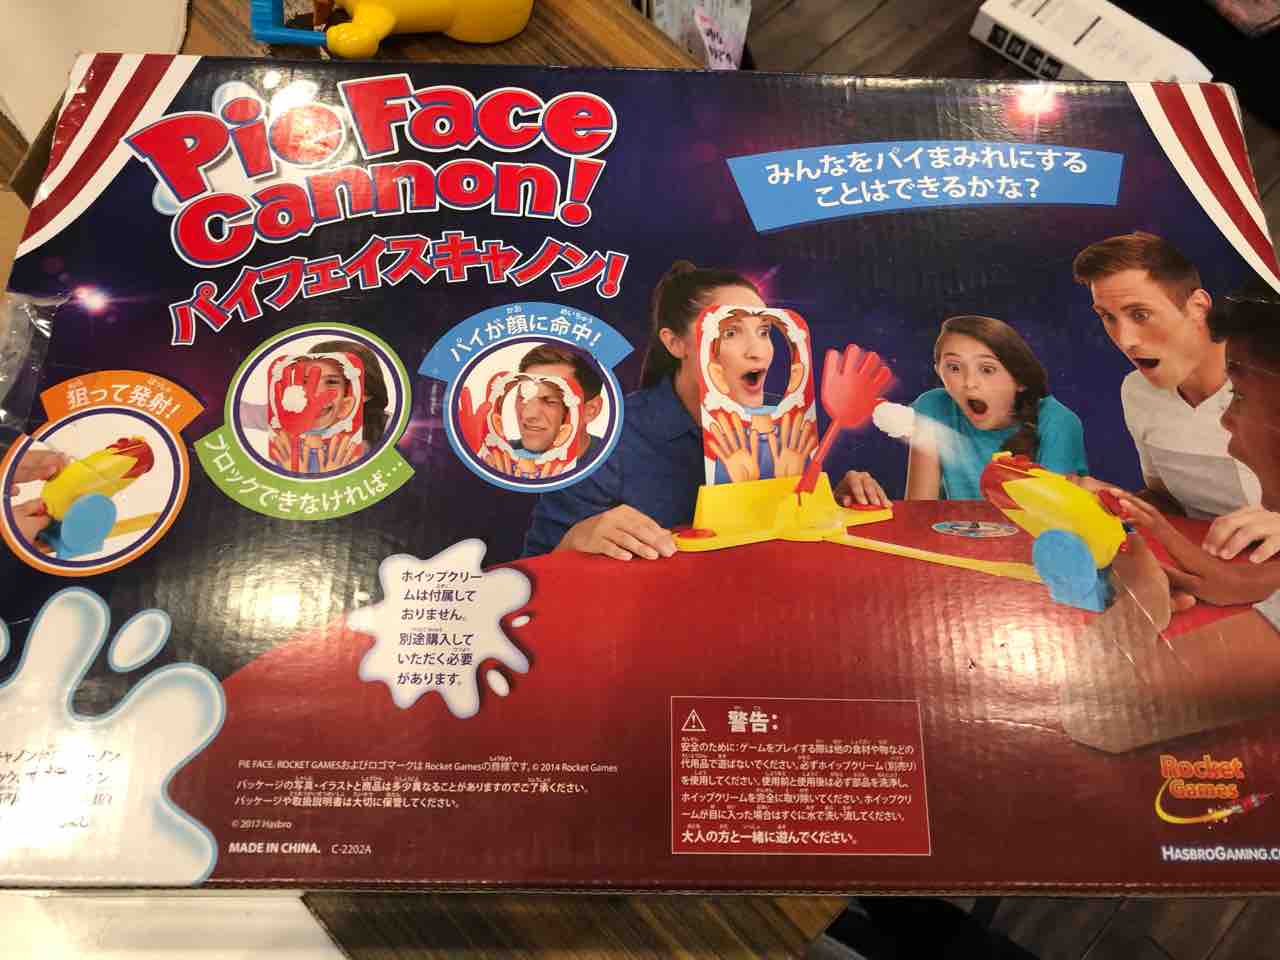 Pie Face
Cannon!
パイフェイスキャノン!
みんなをパイまみれにする
ことはできるかな?
狙って発射!
ブロックできなければ…
パイが顔に命中!
ホイップクリー
ムは付属して
おりません。
別途購入して
いただく必要
があります。
PIE FACE, ROCKET GAMESおよびロゴマークは Rocket Gamesの商標です。© 2014 Rocket Games
パッケージの写真・イラストと商品は多少異なることがありますのでご了承ください。
パッケージや取扱説明書は大切に保管してください。
© 2017 Hasbro
MADE IN CHINA. C-2202A
警告:
安全のために:ゲームをプレイする際は他の食材や物などの
代用品で遊ばないでください。必ずホイップクリーム(別売り)
を使用してください。使用前と使用後は必ず部品を洗浄し、
ホイップクリームを完全に取り除いてください。ホイップクリ
ームが目に入った場合はすぐに水で洗い流してください。
大人の方と一緒に遊んでください。
Rocket
Games
HASBROGAMING.C